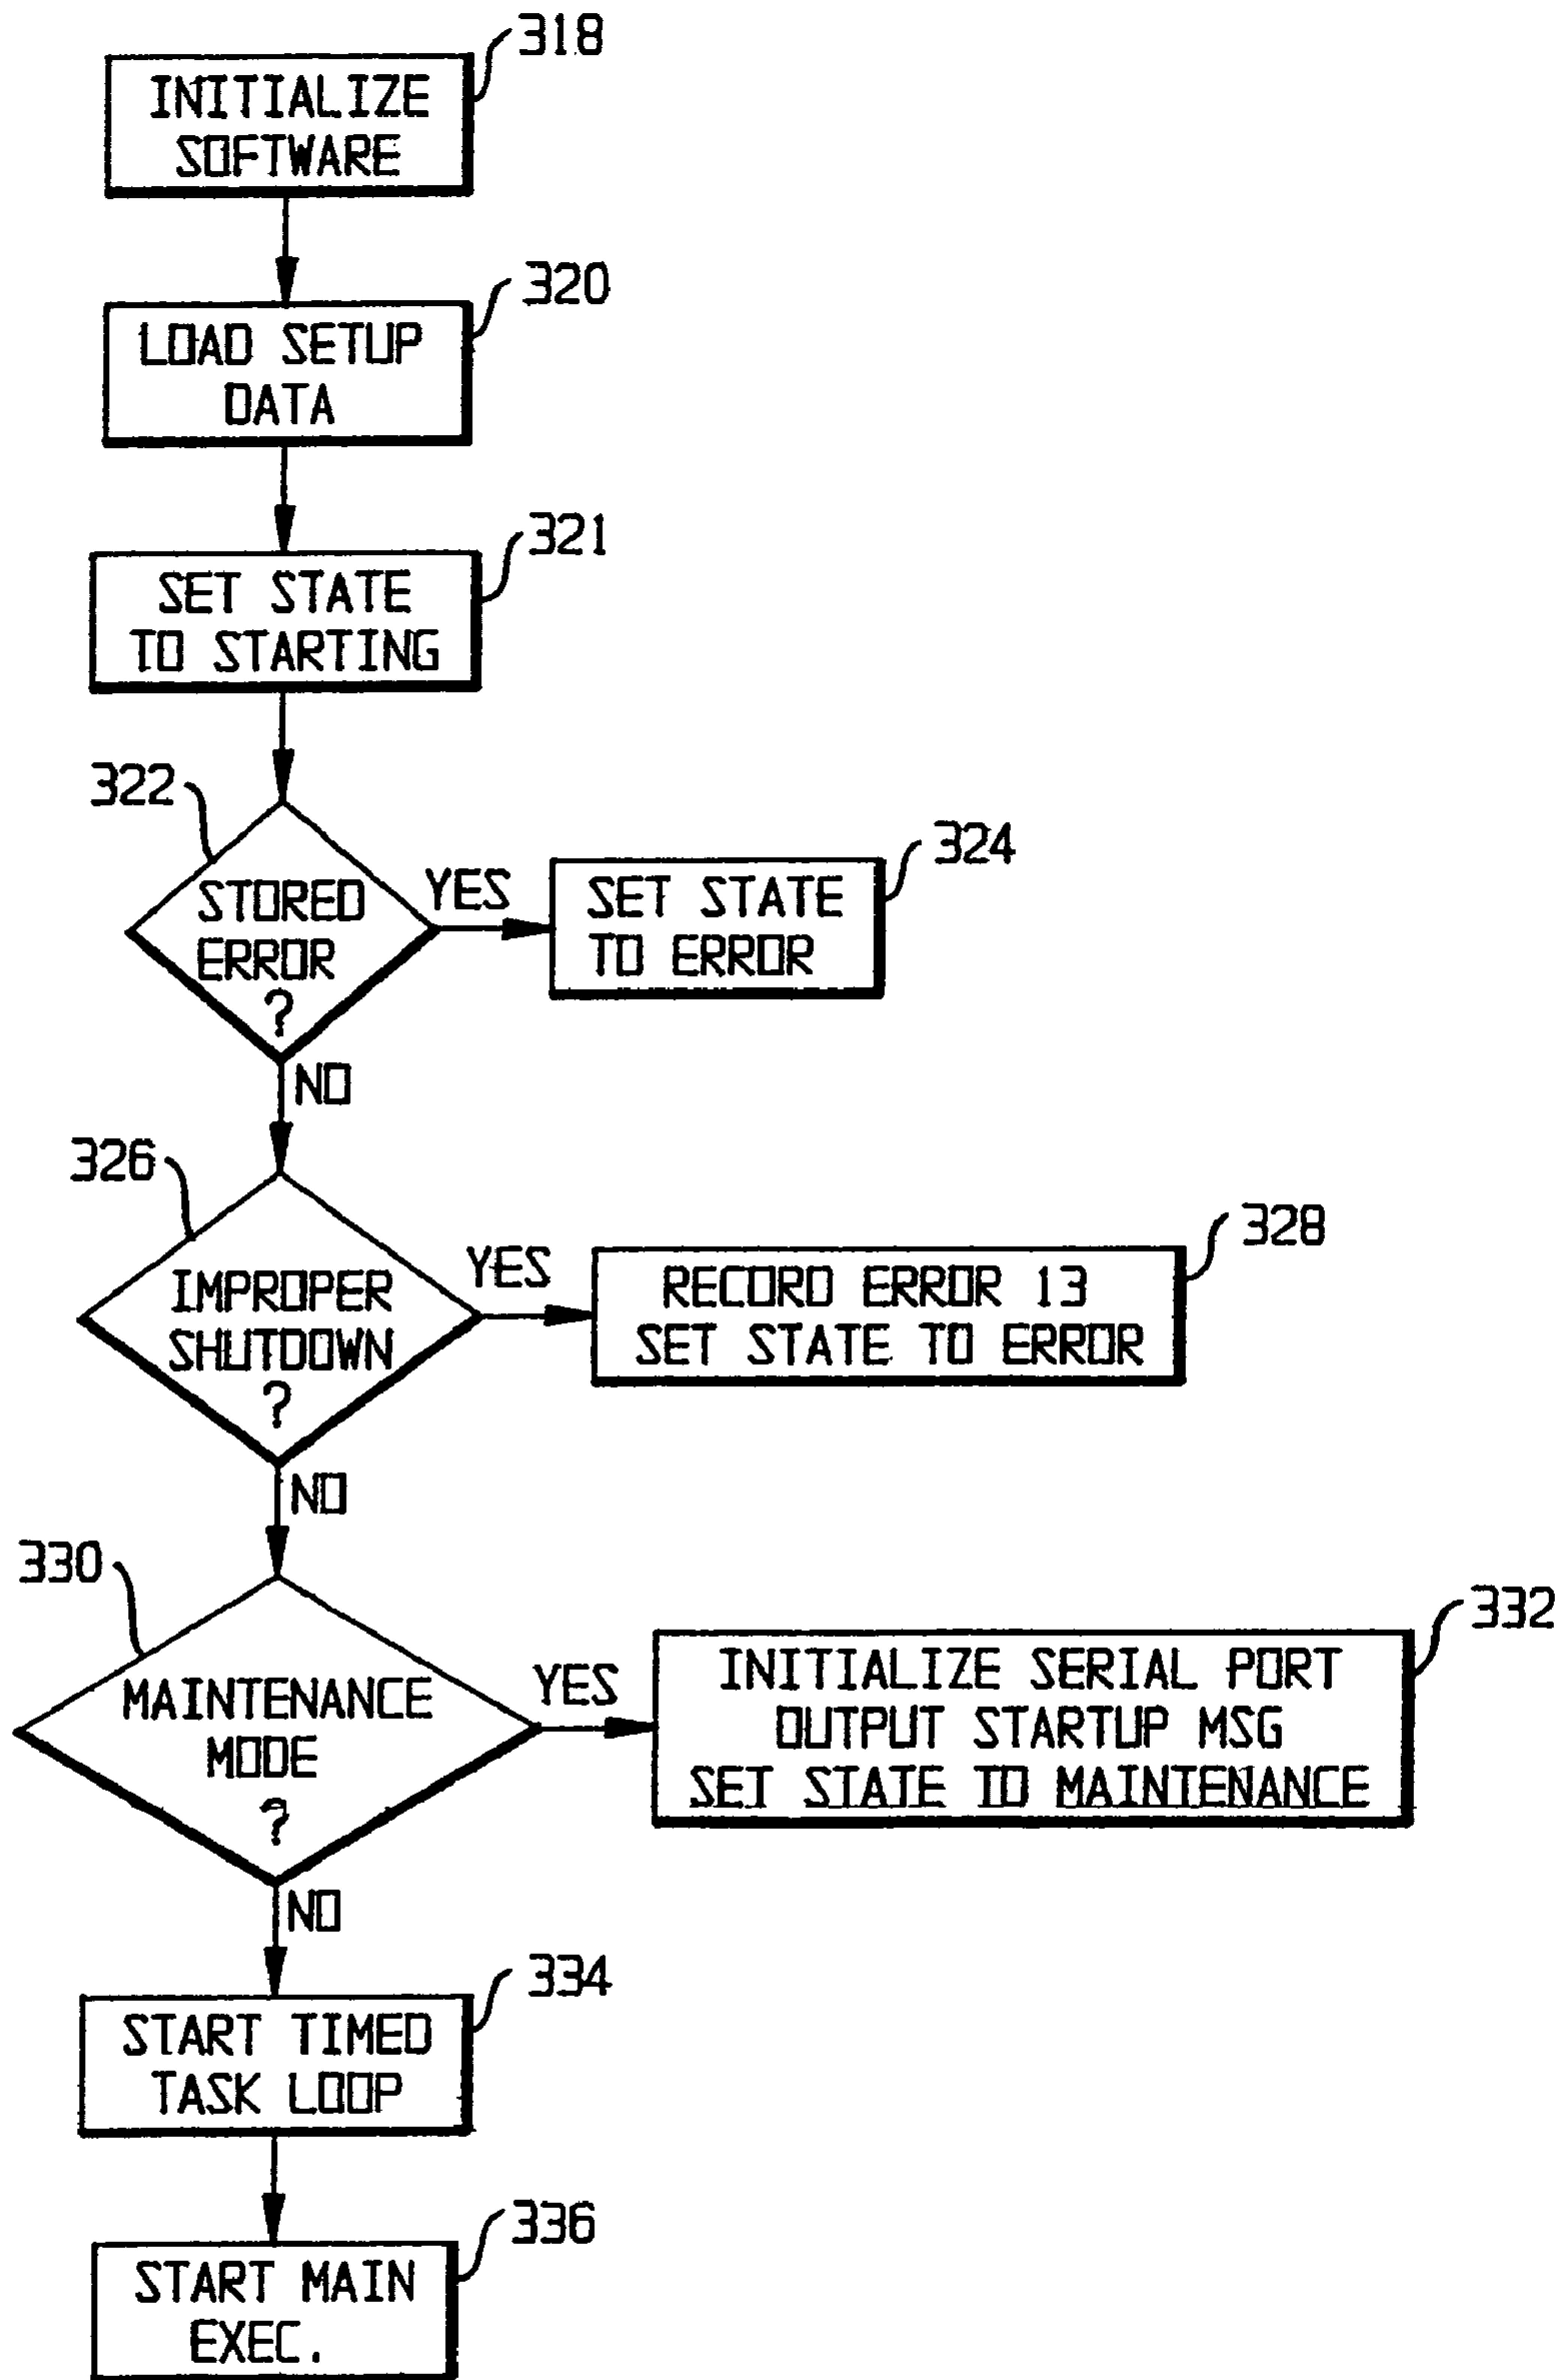 318
INITIALIZE
SOFTWARE
320
LOAD SETUP
DATA
321
SET STATE
TO STARTING
322
STORED
ERROR
?
YES
324
SET STATE
TO ERROR
NO
326
IMPROPER
SHUTDOWN
?
YES
328
RECORD ERROR 13
SET STATE TO ERROR
NO
330
MAINTENANCE
MODE
?
YES
332
INITIALIZE SERIAL PORT
OUTPUT STARTUP MSG
SET STATE TO MAINTENANCE
NO
334
START TIMED
TASK LOOP
336
START MAIN
EXEC.